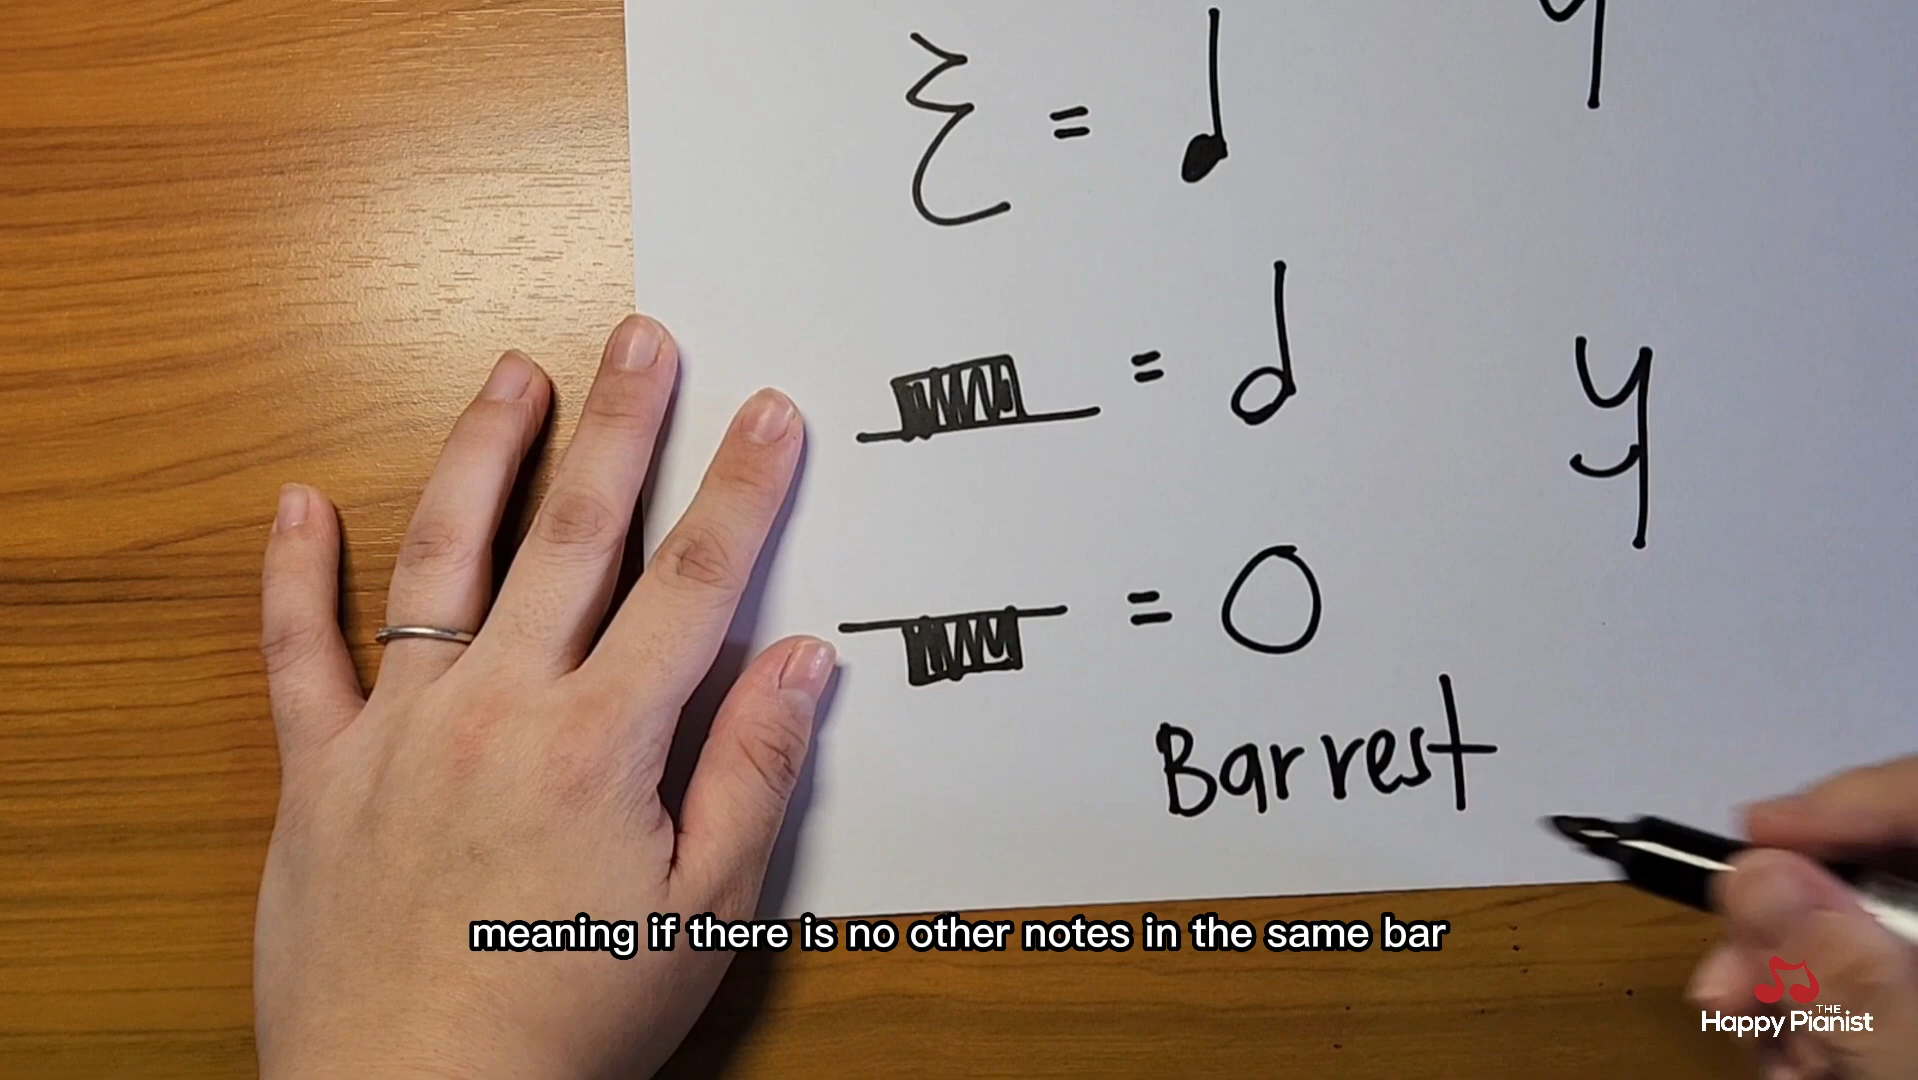 =
=
= O
Bar rest
meaning if there is no other notes in the same bar
THE
Happy Pianist